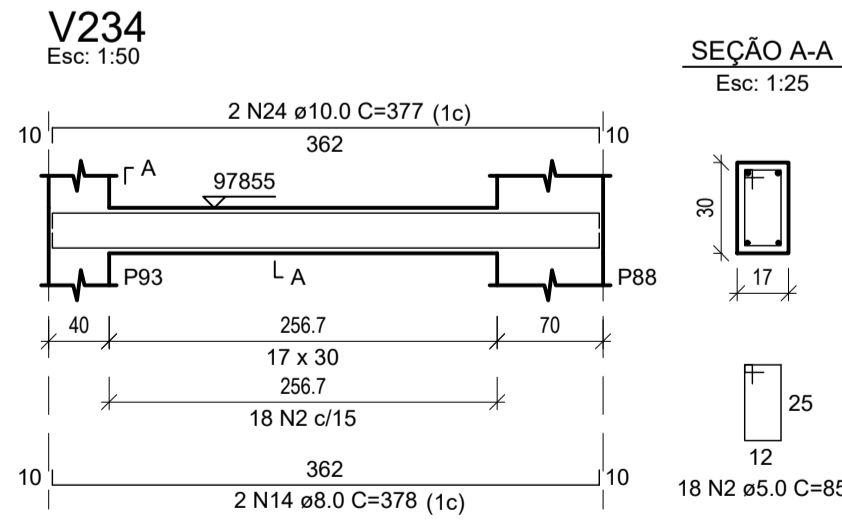 V234
Esc: 1:50
SEÇÃO A-A
Esc: 1:25
2 N24 ø10.0 C=377 (1c)
10
362
10
A
97855
A
P93
P88
30
17
40
256.7
70
17 x 30
256.7
18 N2 c/15
25
12
18 N2 ø5.0 C=85
10
362
10
2 N14 ø8.0 C=378 (1c)